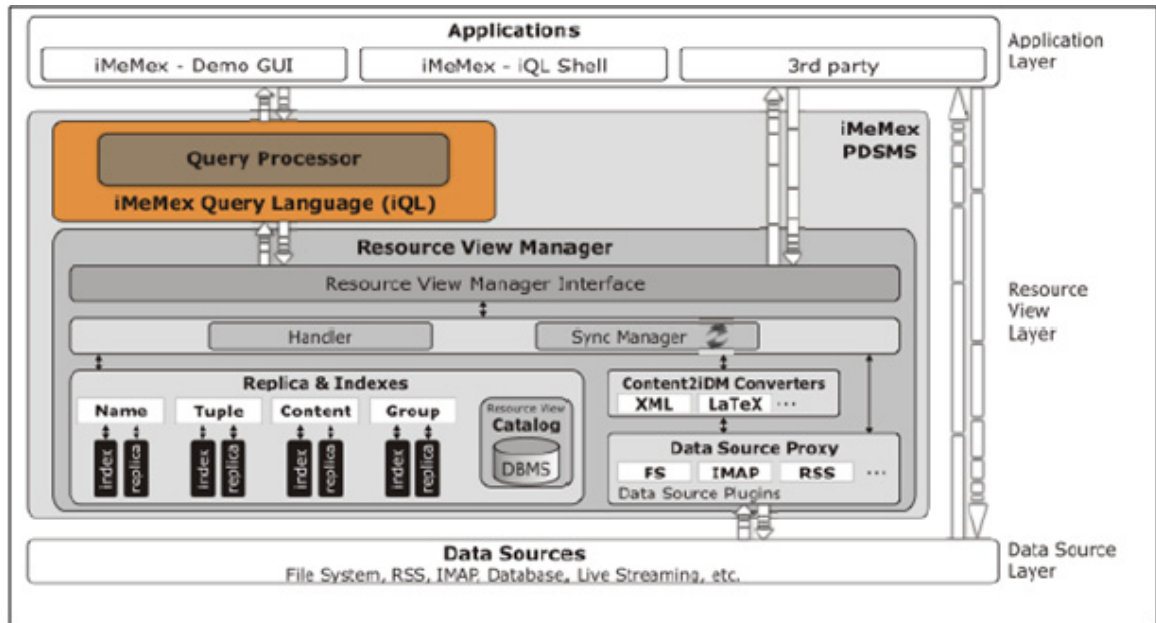 Applications
iMeMex - Demo GUI
iMeMex - iQL Shell
3rd party
Application
Layer
iMeMex
PDSMS
Query Processor
iMeMex Query Language (iQL)
Resource View Manager
Resource View Manager Interface
Handler
Sync Manager
Resource
View
Layer
Replica & Indexes
Name
Tuple
Content
Group
index
replica
index
replica
index
replica
index
replica
Resource View
Catalog
DBMS
Content2iDM Converters
XML
LaTeX
...
Data Source Proxy
FS
IMAP
RSS
...
Data Source Plugins
Data Sources
File System, RSS, IMAP, Database, Live Streaming, etc.
Data Source
Layer